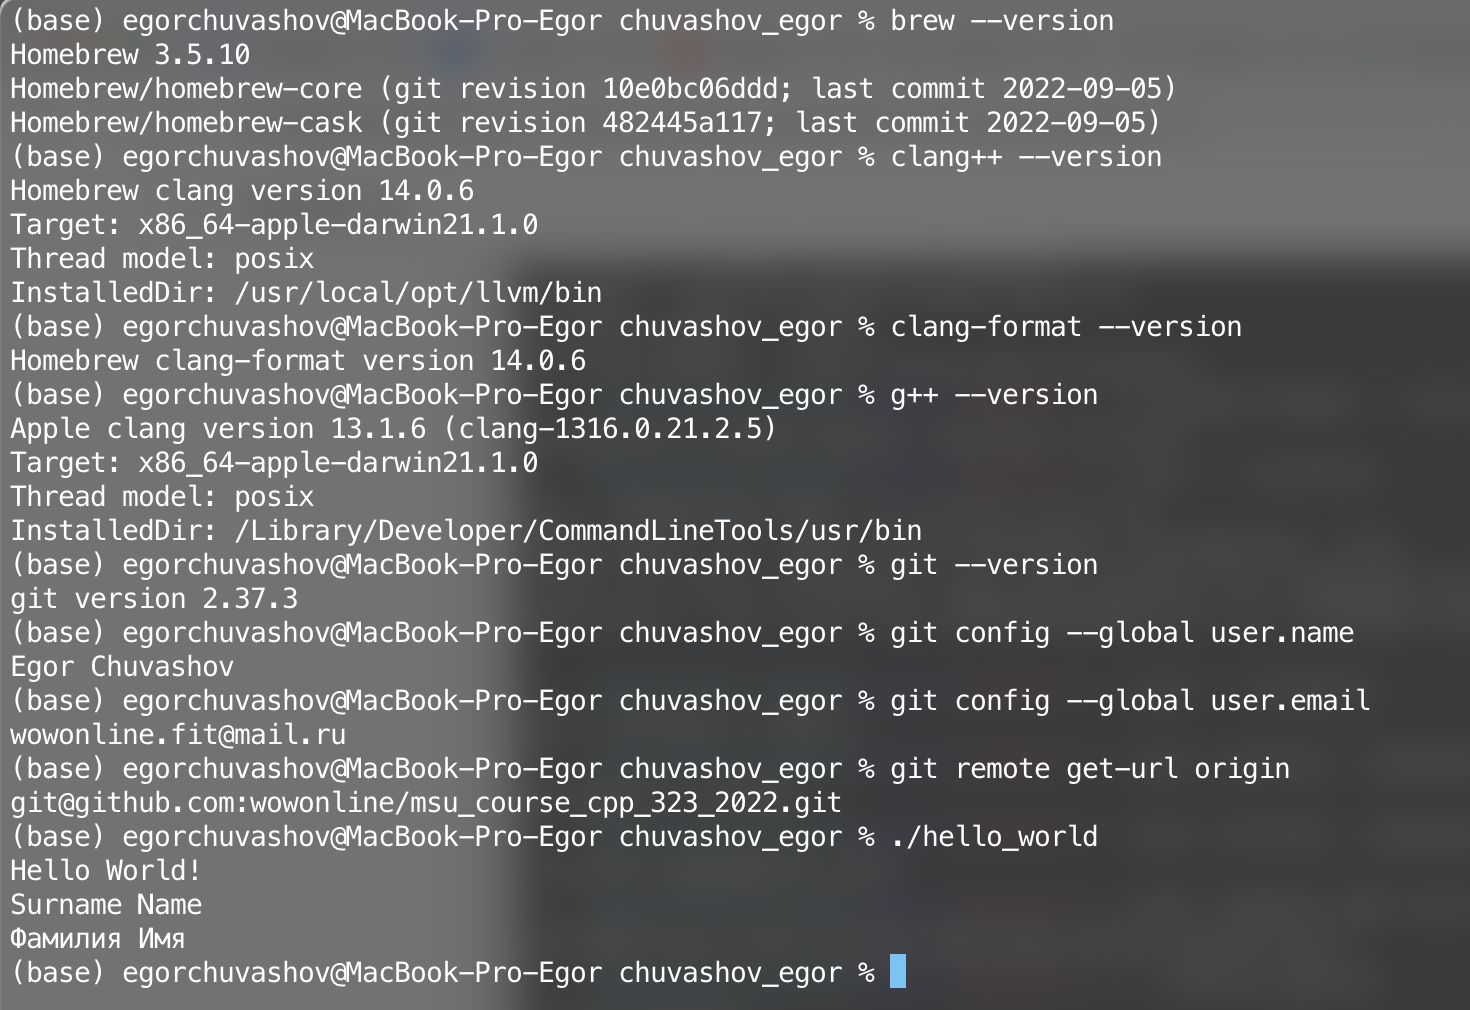 (base) egorchuvashov@MacBook-Pro-Egor chuvashov_egor % brew --version
Homebrew 3.5.10
Homebrew/homebrew-core (git revision 10e0bc06ddd; last commit 2022-09-05)
Homebrew/homebrew-cask (git revision 482445a117; last commit 2022-09-05)
(base) egorchuvashov@MacBook-Pro-Egor chuvashov_egor % clang++ --version
Homebrew clang version 14.0.6
Target: x86_64-apple-darwin21.1.0
Thread model: posix
InstalledDir: /usr/local/opt/llvm/bin
(base) egorchuvashov@MacBook-Pro-Egor chuvashov_egor % clang-format --version
Homebrew clang-format version 14.0.6
(base) egorchuvashov@MacBook-Pro-Egor chuvashov_egor % g++ --version
Apple clang version 13.1.6 (clang-1316.0.21.2.5)
Target: x86_64-apple-darwin21.1.0
Thread model: posix
InstalledDir: /Library/Developer/CommandLineTools/usr/bin
(base) egorchuvashov@MacBook-Pro-Egor chuvashov_egor % git --version
git version 2.37.3
(base) egorchuvashov@MacBook-Pro-Egor chuvashov_egor % git config --global user.name
Egor Chuvashov
(base) egorchuvashov@MacBook-Pro-Egor chuvashov_egor % git config --global user.email
wowonline.fit@mail.ru
(base) egorchuvashov@MacBook-Pro-Egor chuvashov_egor % git remote get-url origin
git@github.com:wowonline/msu_course_cpp_323_2022.git
(base) egorchuvashov@MacBook-Pro-Egor chuvashov_egor % ./hello_world
Hello World!
Surname Name
Фамилия Имя
(base) egorchuvashov@MacBook-Pro-Egor chuvashov_egor %